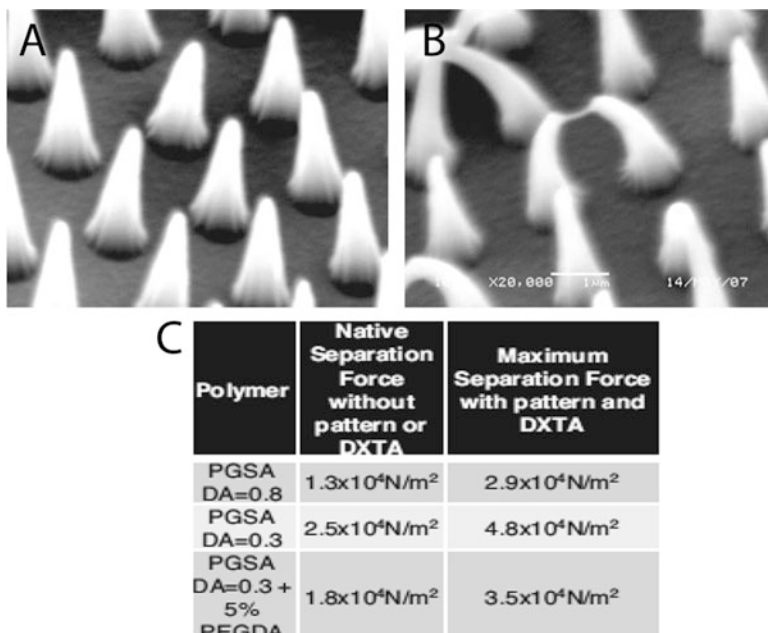 A
B
X20,000
1µm
C
Polymer
Native
Separation
Force
without
pattern or
DXTA
Maximum
Separation Force
with pattern and
DXTA
PGSA
DA=0.8
1.3x10⁴N/m²
2.9x10⁴N/m²
PGSA
DA=0.3
2.5x10⁴N/m²
4.8x10⁴N/m²
PGSA
DA=0.3 +
5%
PEGDA
1.8x10⁴N/m²
3.5x10⁴N/m²